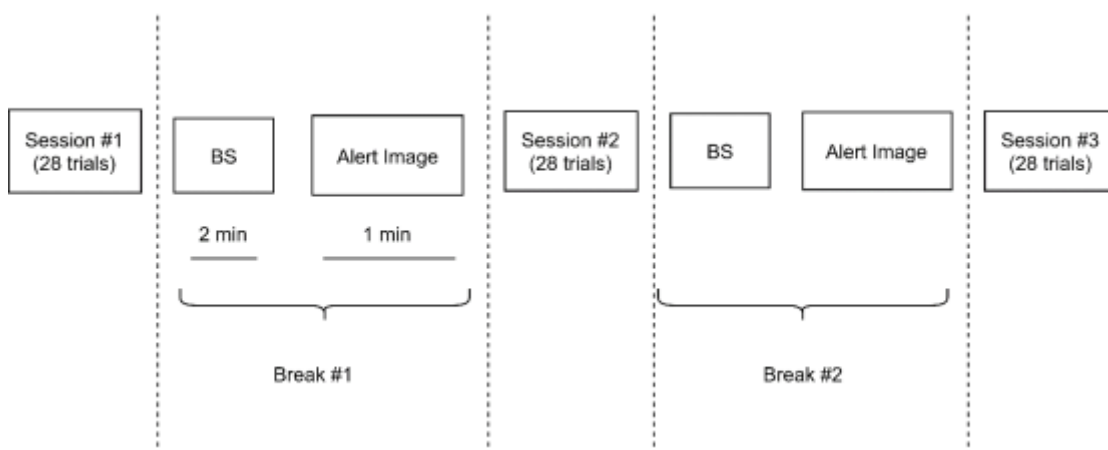 Session #1
(28 trials)
BS
Alert Image
Session #2
(28 trials)
BS
Alert Image
Session #3
(28 trials)
2 min
1 min
Break #1
Break #2